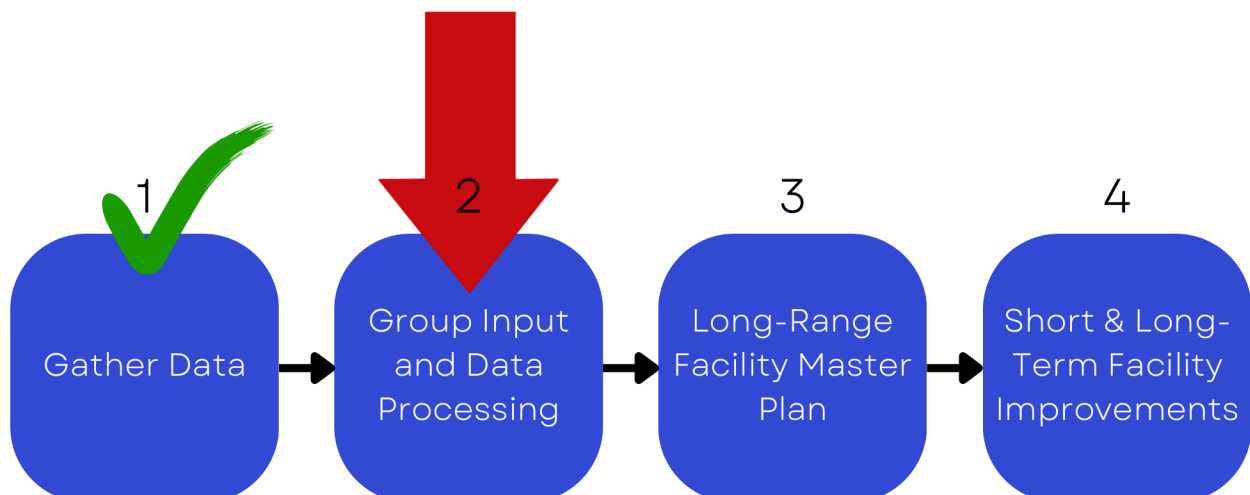 1
2
3
4
Gather Data
Group Input
and Data
Processing
Long-Range
Facility Master
Plan
Short & Long-
Term Facility
Improvements